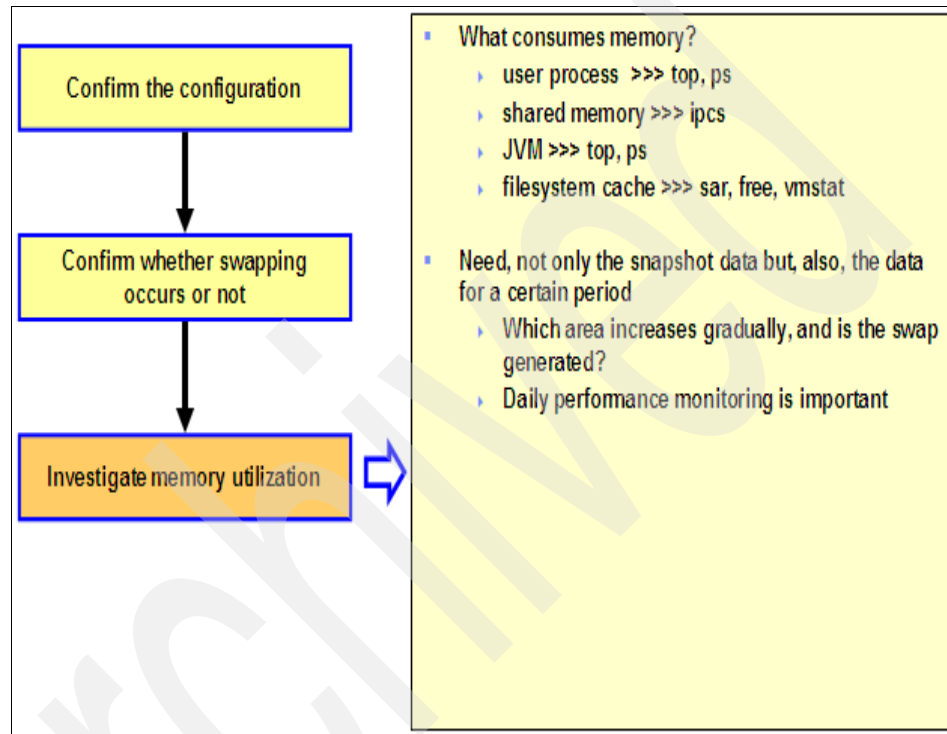 Confirm the configuration
Confirm whether swapping
occurs or not
Investigate memory utilization
What consumes memory?
user process >>> top, ps
shared memory >>> ipcs
JVM >>> top, ps
filesystem cache >>> sar, free, vmstat
Need, not only the snapshot data but, also, the data
for a certain period
Which area increases gradually, and is the swap
generated?
Daily performance monitoring is important
rchived